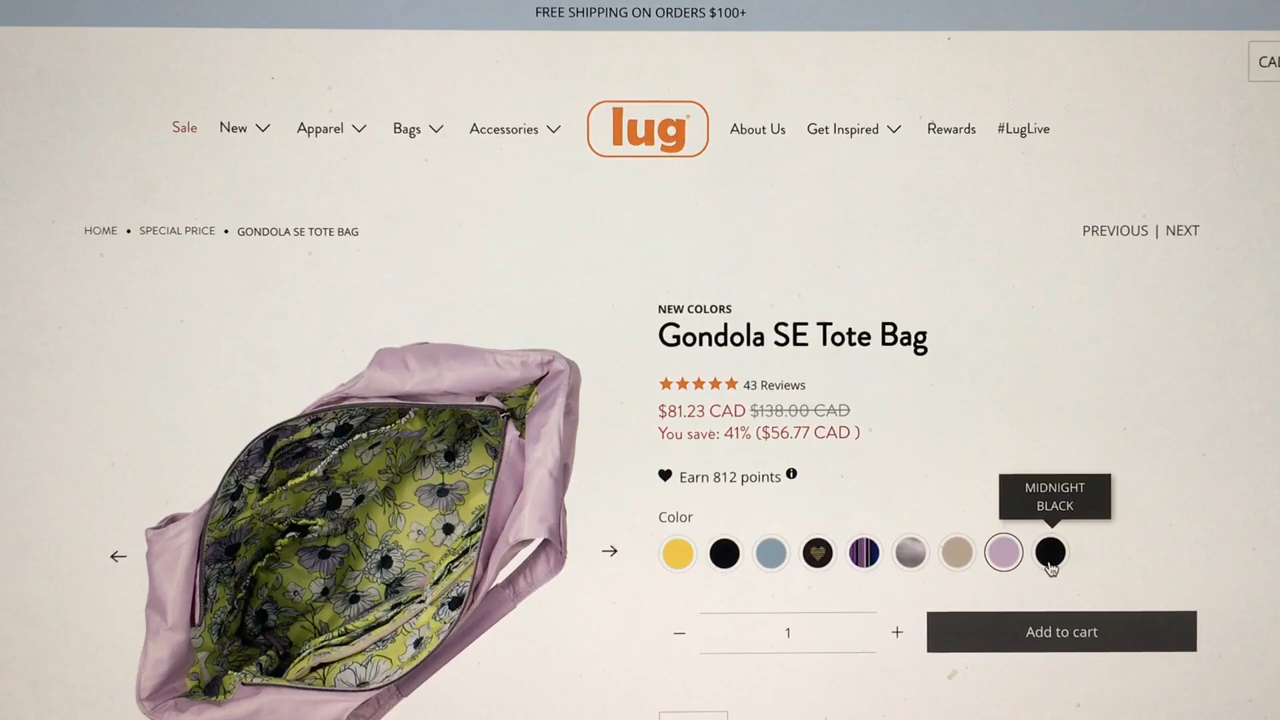 FREE SHIPPING ON ORDERS $100+
Sale New Apparel Bags Accessories lug® About Us Get Inspired Rewards #LugLive
HOME • SPECIAL PRICE • GONDOLA SE TOTE BAG
PREVIOUS | NEXT
NEW COLORS
Gondola SE Tote Bag
43 Reviews
$81.23 CAD $138.00 CAD
You save: 41% ($56.77 CAD )
Earn 812 points
MIDNIGHT
BLACK
Color
1
Add to cart